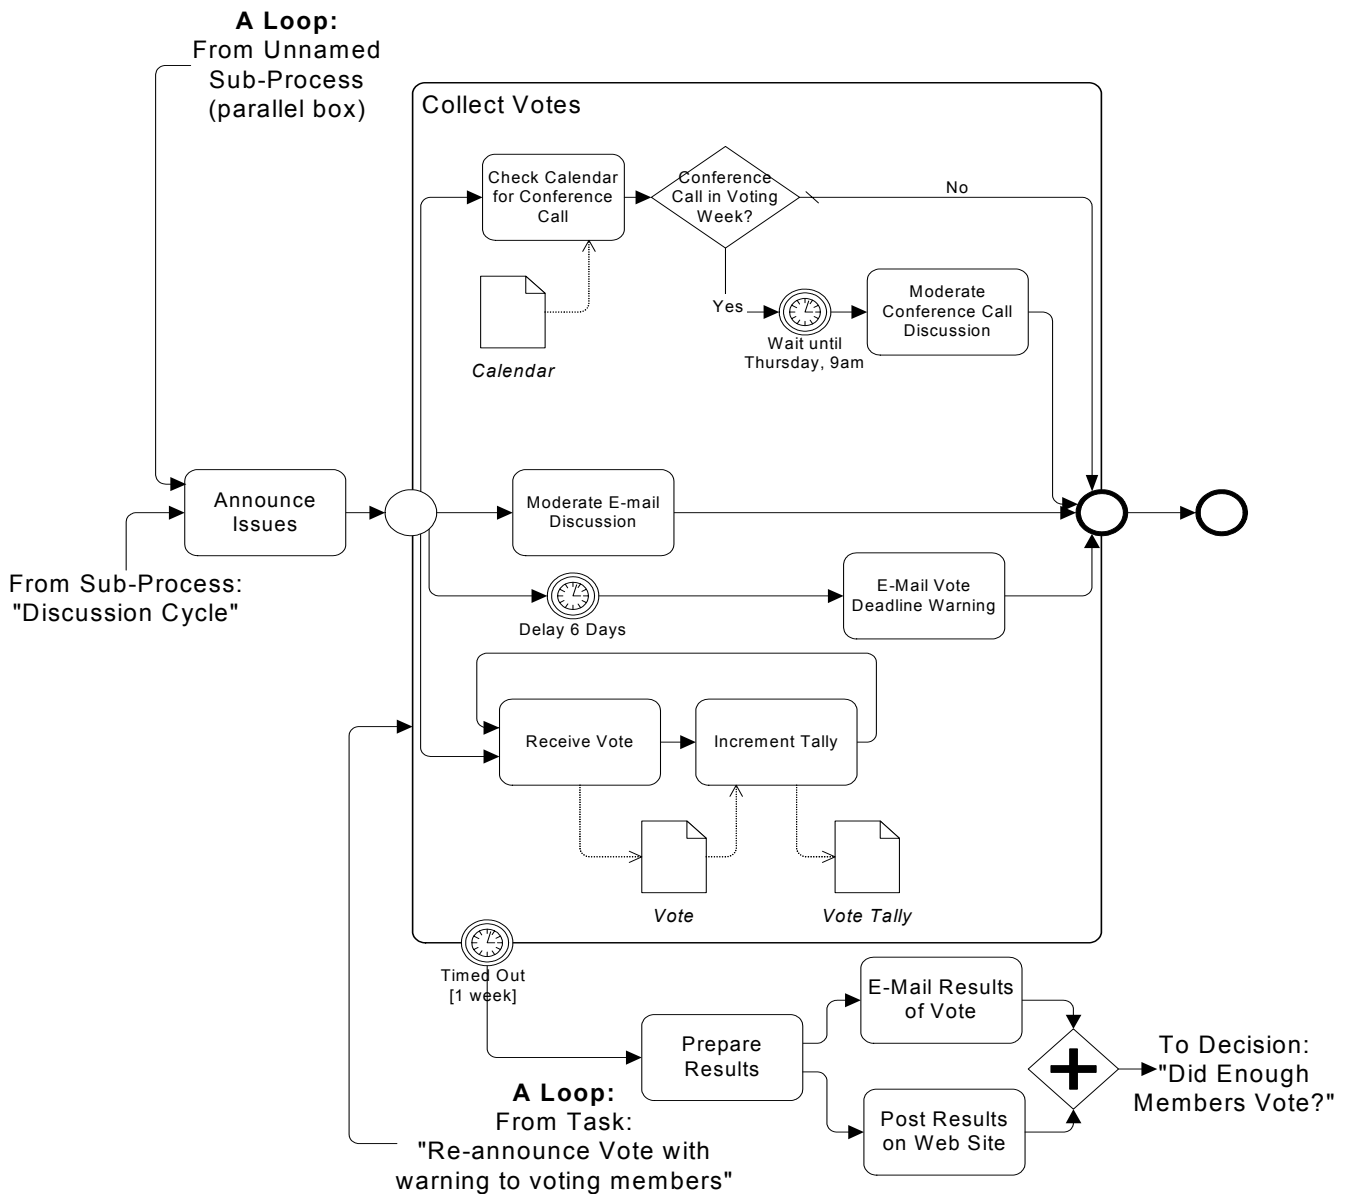 A Loop:
From Unnamed
Sub-Process
(parallel box)
Collect Votes
Check Calendar
for Conference
Call
Conference
Call in Voting
Week?
No
Yes
Wait until
Thursday, 9am
Moderate
Conference Call
Discussion
Calendar
Announce
Issues
Moderate E-mail
Discussion
From Sub-Process:
"Discussion Cycle"
Delay 6 Days
E-Mail Vote
Deadline Warning
Receive Vote
Increment Tally
Vote
Vote Tally
Timed Out
[1 week]
Prepare
Results
E-Mail Results
of Vote
Post Results
on Web Site
To Decision:
"Did Enough
Members Vote?"
A Loop:
From Task:
"Re-announce Vote with
warning to voting members"